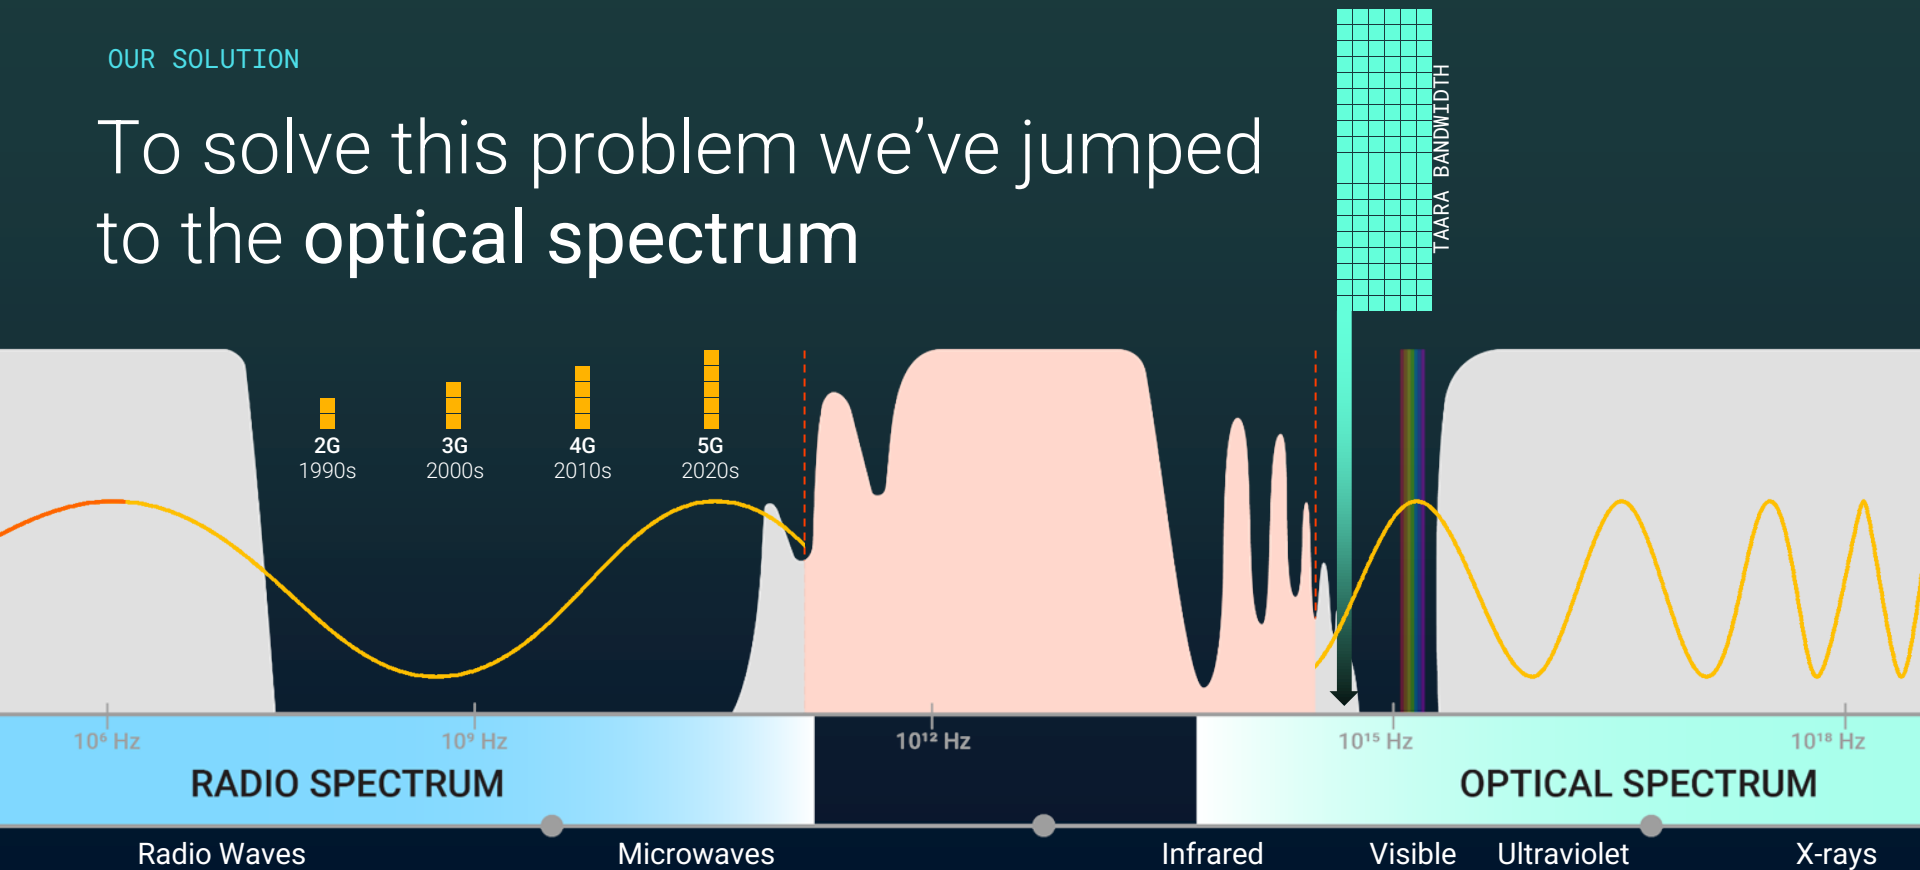 OUR SOLUTION
To solve this problem we’ve jumped
to the optical spectrum
TAARA BANDWIDTH
2G
1990s
3G
2000s
4G
2010s
5G
2020s
10⁶ Hz
10⁹ Hz
10¹² Hz
10¹⁵ Hz
10¹⁸ Hz
RADIO SPECTRUM
OPTICAL SPECTRUM
Radio Waves
Microwaves
Infrared
Visible
Ultraviolet
X-rays